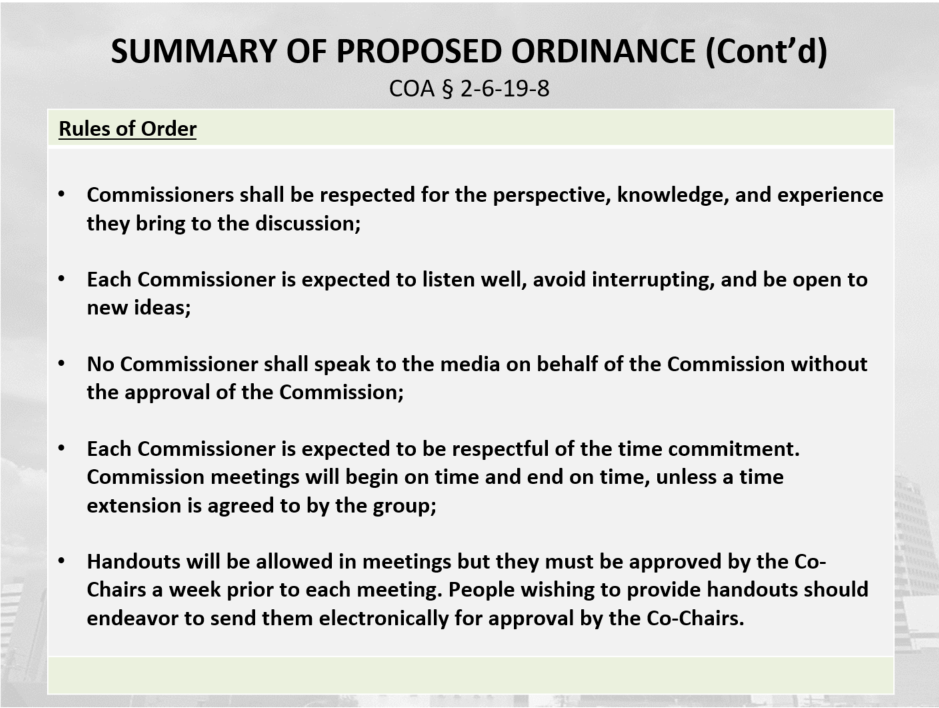 SUMMARY OF PROPOSED ORDINANCE (Cont’d)
COA § 2-6-19-8
Rules of Order
• Commissioners shall be respected for the perspective, knowledge, and experience
they bring to the discussion;
• Each Commissioner is expected to listen well, avoid interrupting, and be open to
new ideas;
• No Commissioner shall speak to the media on behalf of the Commission without
the approval of the Commission;
• Each Commissioner is expected to be respectful of the time commitment.
Commission meetings will begin on time and end on time, unless a time
extension is agreed to by the group;
• Handouts will be allowed in meetings but they must be approved by the Co-
Chairs a week prior to each meeting. People wishing to provide handouts should
endeavor to send them electronically for approval by the Co-Chairs.